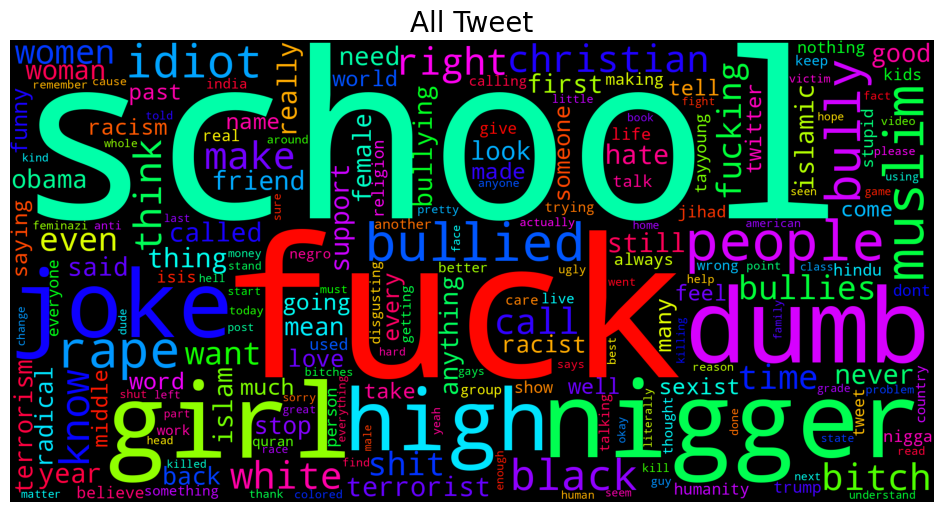 All Tweet
women idiot need right christian nothing good
woman past really world calling first making tell keep kids
remember cause india little fight victim fact
funny told school name female bullying look give someone life hate twitter fucking bully stupid hope video
kind whole racism real around made book talk tayyoung islamic please
obama think make friend support religion anyone using
saying feminazi anti last called sure another pretty trying actually jihad seen game come muslim
even said thing negro bullied face home american people wrong point class hindu
everyone isis hell money stand going disgusting every better ugly still always feel help bullies dont
joke start must fuck care live call many dumb
change dude today post mean used getting hard anything went racist best killing family reason
rape want love gays says
terrorism radical know middle word bitches much take group show well sexist time never
shut left sorry person everything thought grade problem country
part great girl islam stop male yeah high talking okay literally nigger done tweet nigga
year head work back quran race find enough shit black kill guy state trump next read bitch
believe killed white terrorist human seem humanity
matter something thank colored understand